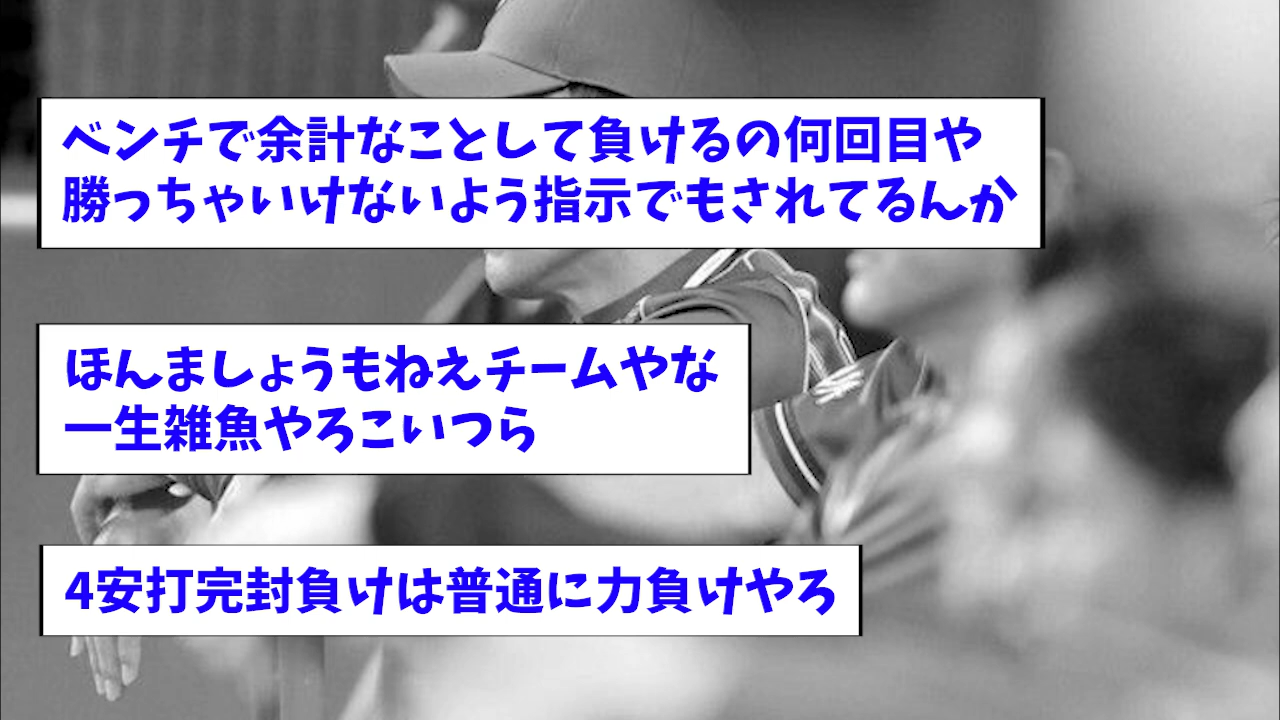 ベンチで余計なことして負けるの何回目や
勝っちゃいけないよう指示でもされてるんか
ほんましょうもねえチームやな
一生雑魚やろこいつら
4安打完封負けは普通に力負けやろ